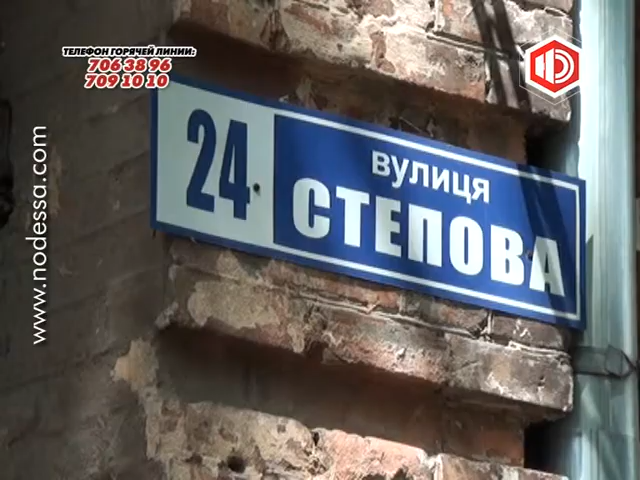 ТЕЛЕФОН ГОРЯЧЕЙ ЛИНИИ:
706 38 96
709 10 10
www.nodessa.com
24
вулиця
СТЕПОВА